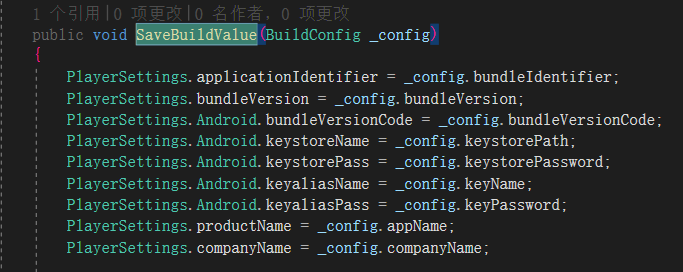 1 个引用|0 项更改|0 名作者, 0 项更改
public void SaveBuildValue(BuildConfig _config)
{
PlayerSettings.applicationIdentifier = _config.bundleIdentifier;
PlayerSettings.bundleVersion = _config.bundleVersion;
PlayerSettings.Android.bundleVersionCode = _config.bundleVersionCode;
PlayerSettings.Android.keystoreName = _config.keystorePath;
PlayerSettings.Android.keystorePass = _config.keystorePassword;
PlayerSettings.Android.keyaliasName = _config.keyName;
PlayerSettings.Android.keyaliasPass = _config.keyPassword;
PlayerSettings.productName = _config.appName;
PlayerSettings.companyName = _config.companyName;